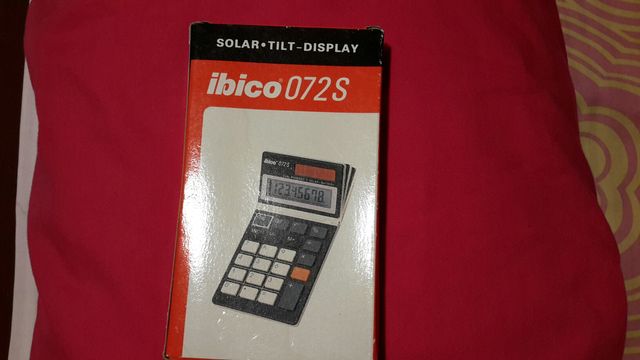 SOLAR•TILT-DISPLAY
ibico® 072S
ibico® 072S
12345678.